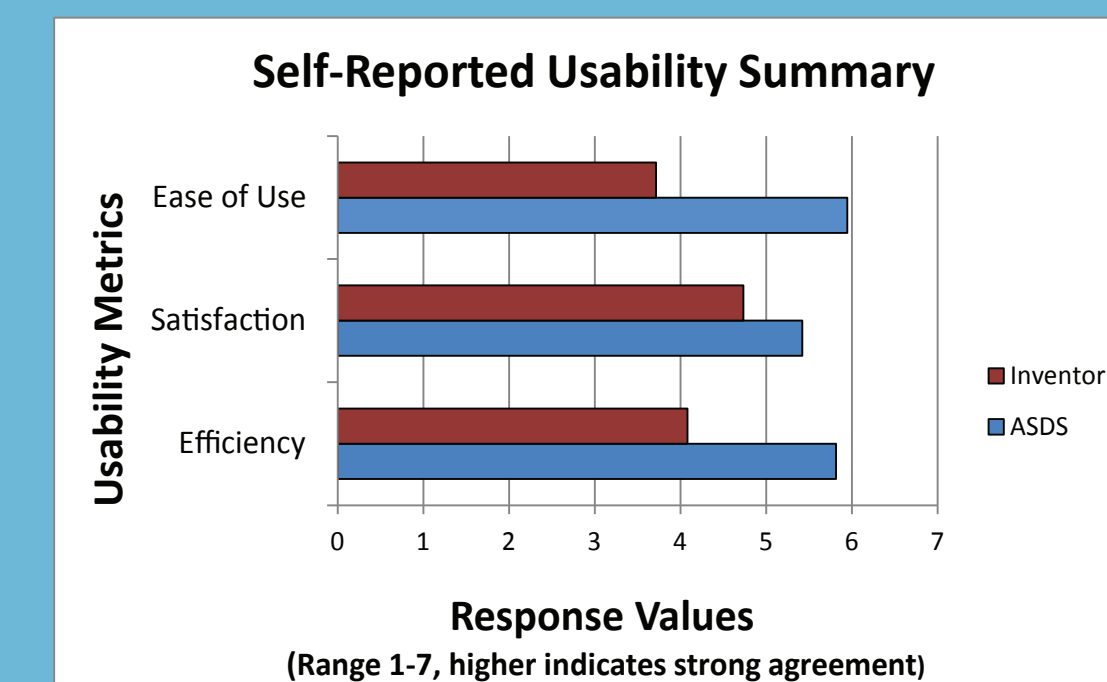 Self-Reported Usability Summary
Usability Metrics
Ease of Use
Satisfaction
Efficiency
Inventor
ASDS
0 1 2 3 4 5 6 7
Response Values
(Range 1-7, higher indicates strong agreement)